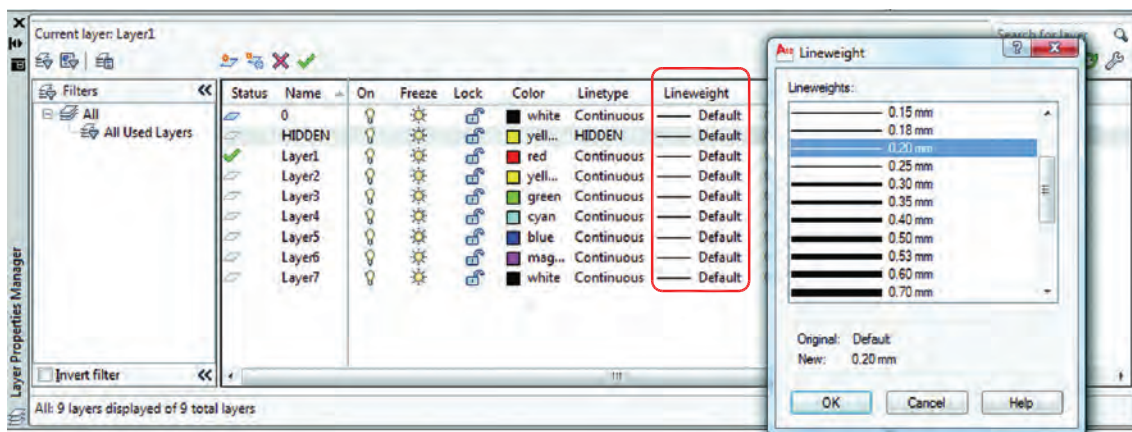 Current layer: Layer1
Search for layer
Filters
All
All Used Layers
Invert filter
Layer Properties Manager
Status Name On Freeze Lock Color Linetype Lineweight
0 white Continuous Default
HIDDEN yell... HIDDEN Default
Layer1 red Continuous Default
Layer2 yell... Continuous Default
Layer3 green Continuous Default
Layer4 cyan Continuous Default
Layer5 blue Continuous Default
Layer6 mag... Continuous Default
Layer7 white Continuous Default
All: 9 layers displayed of 9 total layers
Lineweight
Lineweights:
0.15 mm
0.18 mm
0.20 mm
0.25 mm
0.30 mm
0.35 mm
0.40 mm
0.50 mm
0.53 mm
0.60 mm
0.70 mm
Original: Default
New: 0.20 mm
OK Cancel Help